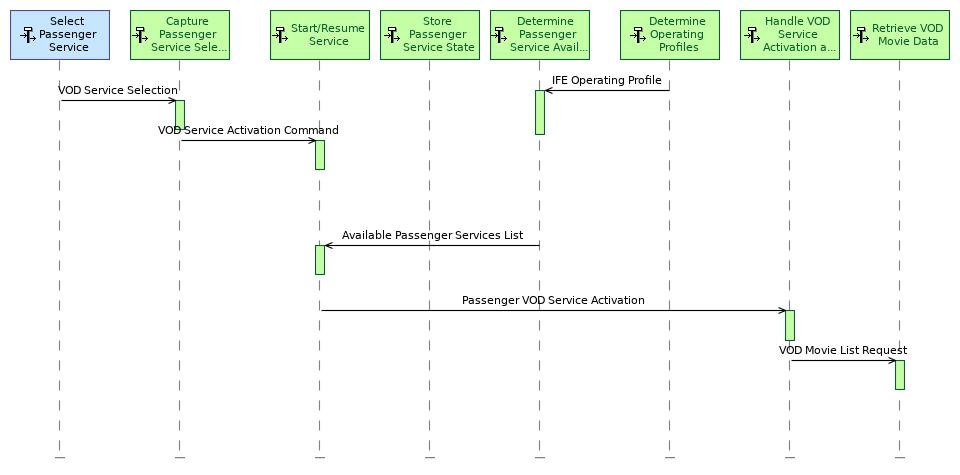 Select
Passenger
Service
Capture
Passenger
Service Sele...
Start/Resume
Service
Store
Passenger
Service State
Determine
Passenger
Service Avail...
Determine
Operating
Profiles
Handle VOD
Service
Activation a...
Retrieve VOD
Movie Data
IFE Operating Profile
VOD Service Selection
VOD Service Activation Command
Available Passenger Services List
Passenger VOD Service Activation
VOD Movie List Request